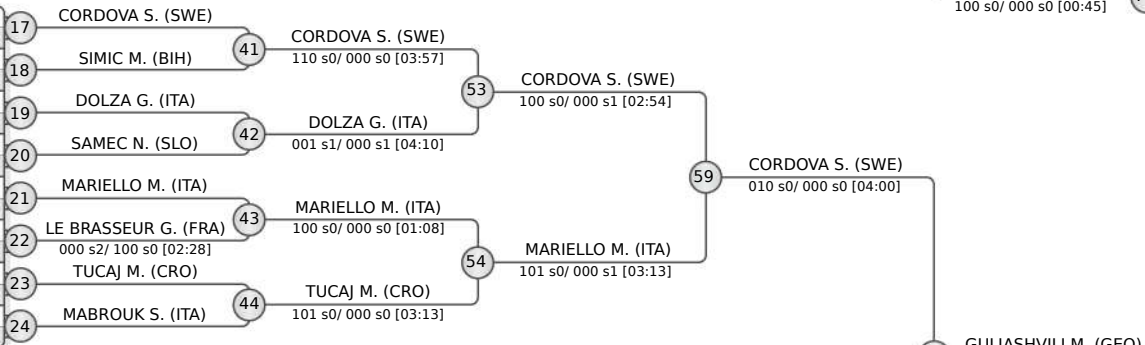 100 s0/ 000 s0 [00:45]
17
CORDOVA S. (SWE)
18
SIMIC M. (BIH)
41
CORDOVA S. (SWE)
110 s0/ 000 s0 [03:57]
19
DOLZA G. (ITA)
20
SAMEC N. (SLO)
42
DOLZA G. (ITA)
001 s1/ 000 s1 [04:10]
53
CORDOVA S. (SWE)
100 s0/ 000 s1 [02:54]
21
MARIELLO M. (ITA)
22
LE BRASSEUR G. (FRA)
000 s2/ 100 s0 [02:28]
43
MARIELLO M. (ITA)
100 s0/ 000 s0 [01:08]
23
TUCAJ M. (CRO)
24
MABROUK S. (ITA)
44
TUCAJ M. (CRO)
101 s0/ 000 s0 [03:13]
54
MARIELLO M. (ITA)
101 s0/ 000 s1 [03:13]
59
CORDOVA S. (SWE)
010 s0/ 000 s0 [04:00]
M. (GEO)